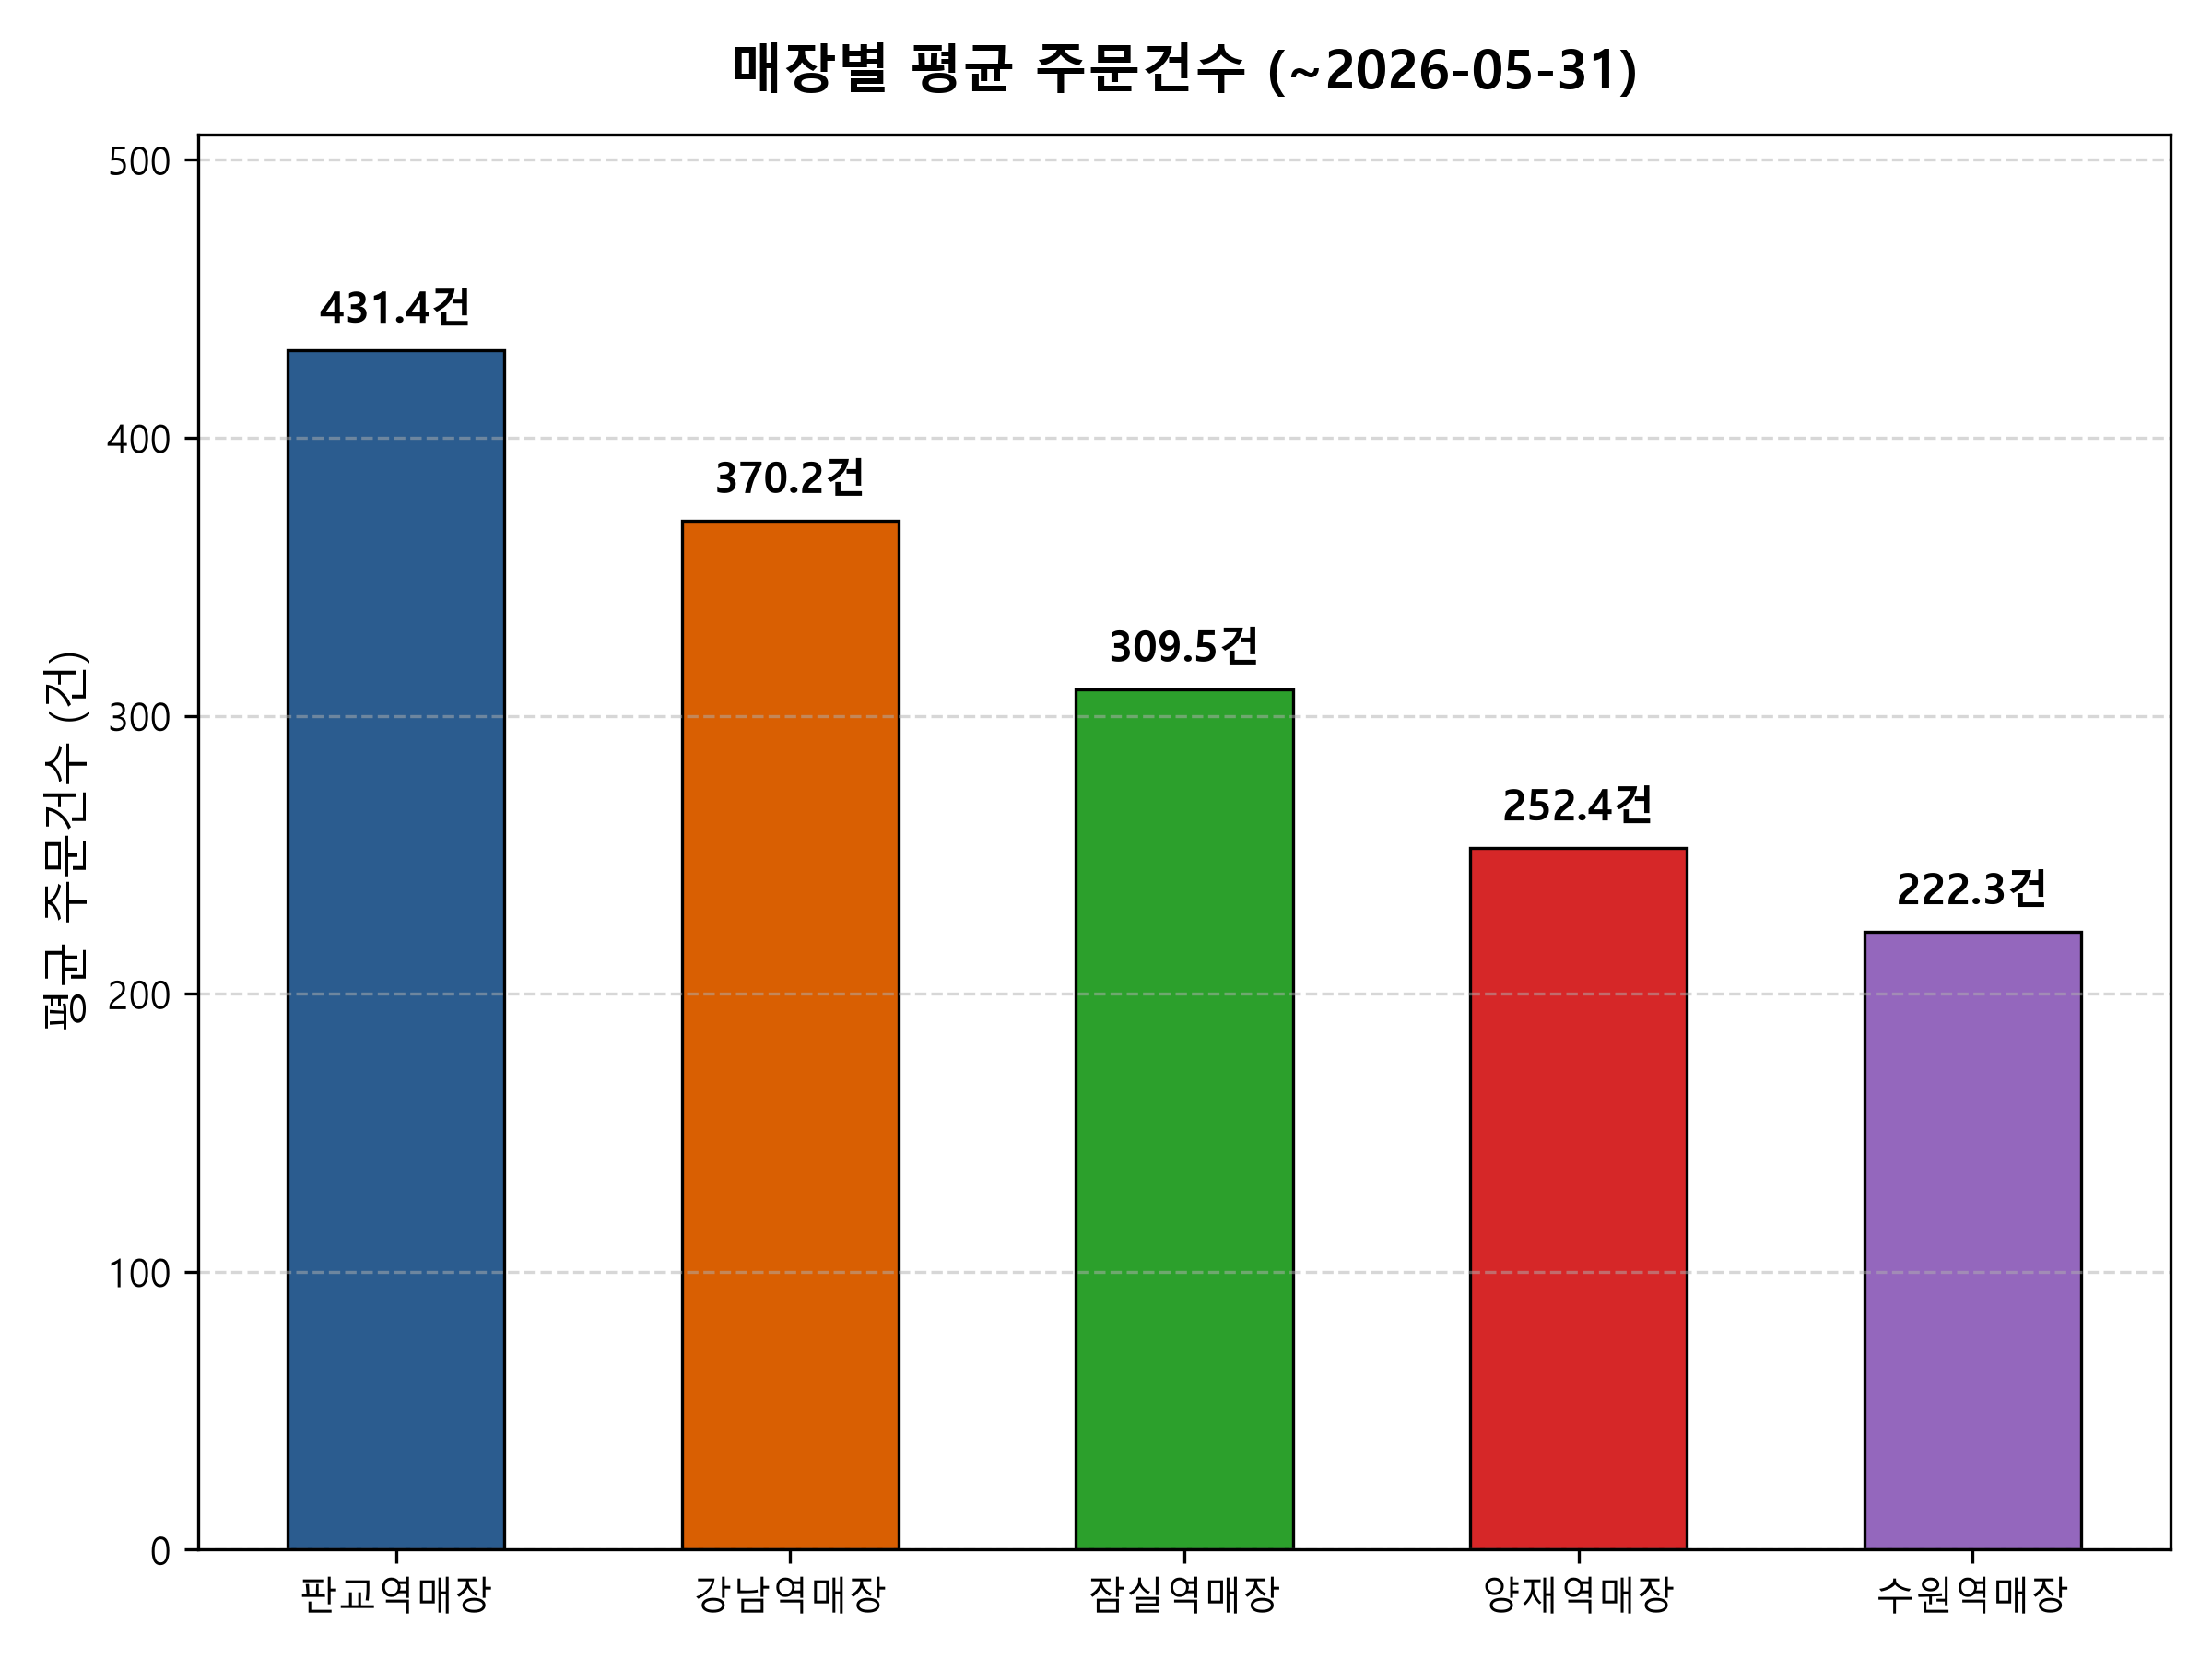 매장별 평균 주문건수 (~2026-05-31)
평균 주문건수 (건)
500
400
300
200
100
0
431.4건
370.2건
309.5건
252.4건
222.3건
판교역매장
강남역매장
잠실역매장
양재역매장
수원역매장